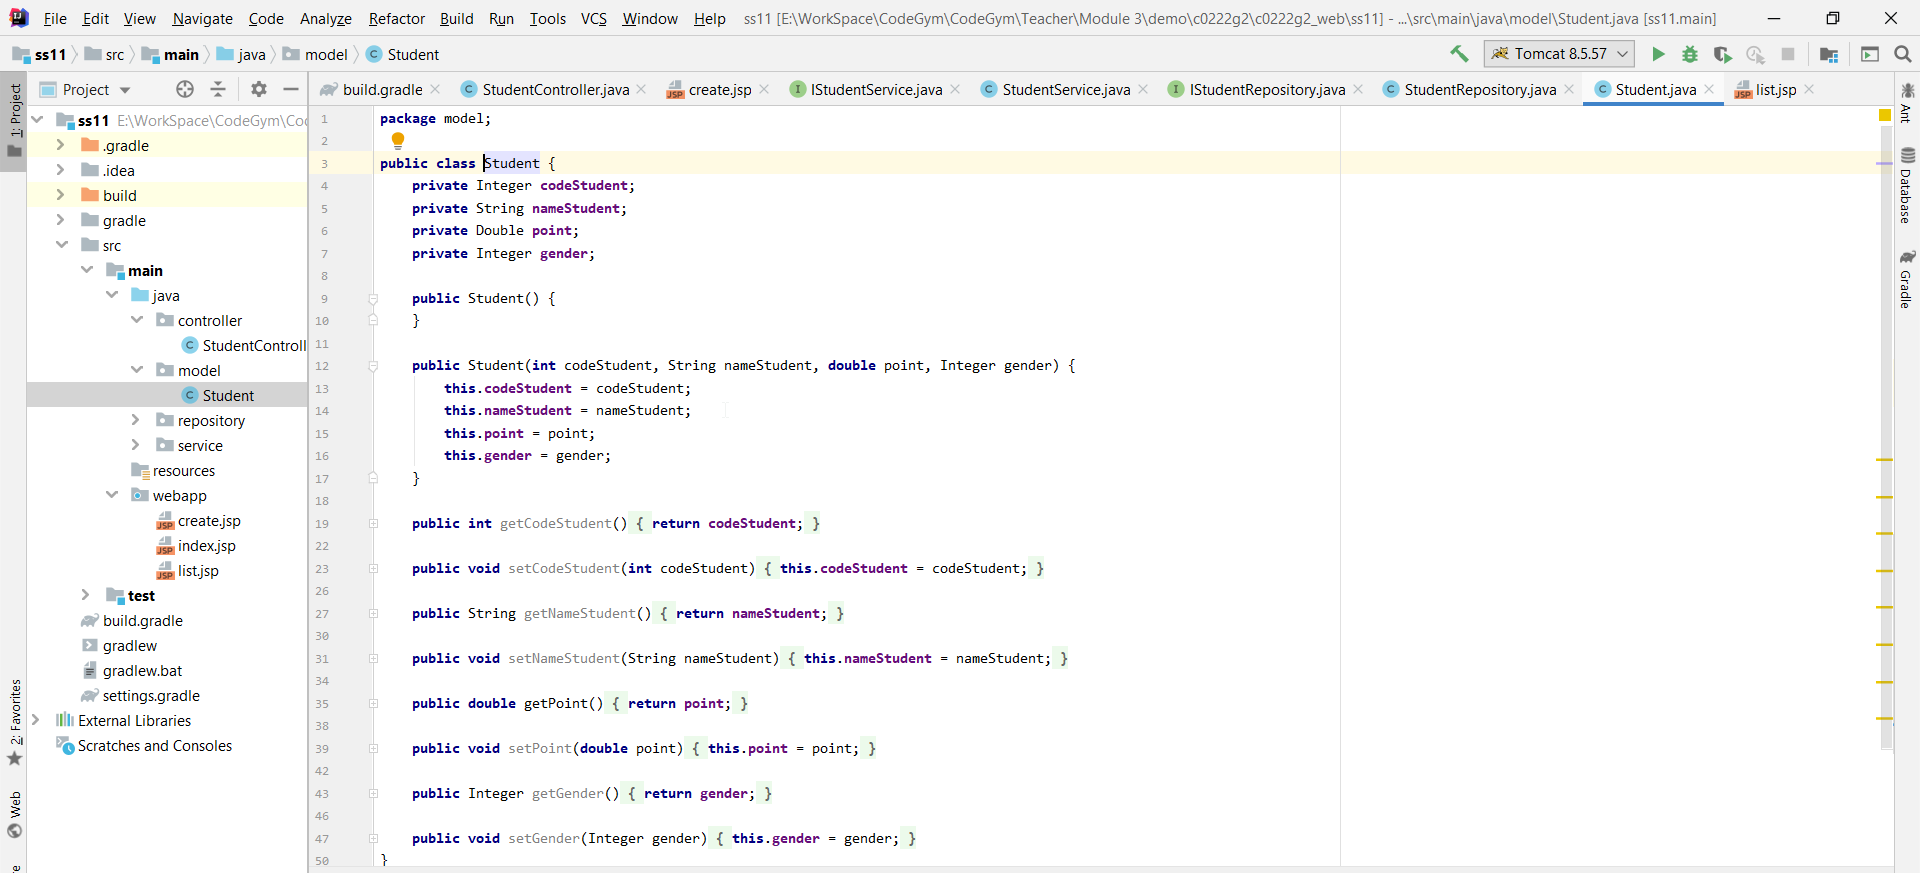 File Edit View Navigate Code Analyze Refactor Build Run Tools VCS Window Help ss11 [E:\WorkSpace\CodeGym\CodeGym\Teacher\Module 3\demo\c0222g2\c0222g2_web\ss11] - ...\src\main\java\model\Student.java [ss11.main]
ss11 src main java model Student Tomcat 8.5.57
Project build.gradle StudentController.java create.jsp IStudentService.java StudentService.java IStudentRepository.java StudentRepository.java Student.java list.jsp
1: Project
2: Favorites
Web
Ant
Database
Gradle
ss11 E:\WorkSpace\CodeGym\Co
.gradle
.idea
build
gradle
src
main
java
controller
StudentControll
model
Student
repository
service
resources
webapp
create.jsp
index.jsp
list.jsp
test
build.gradle
gradlew
gradlew.bat
settings.gradle
External Libraries
Scratches and Consoles
1 package model;
2
3 public class Student {
4 private Integer codeStudent;
5 private String nameStudent;
6 private Double point;
7 private Integer gender;
8
9 public Student() {
10 }
11
12 public Student(int codeStudent, String nameStudent, double point, Integer gender) {
13 this.codeStudent = codeStudent;
14 this.nameStudent = nameStudent;
15 this.point = point;
16 this.gender = gender;
17 }
18
19 public int getCodeStudent() { return codeStudent; }
22
23 public void setCodeStudent(int codeStudent) { this.codeStudent = codeStudent; }
26
27 public String getNameStudent() { return nameStudent; }
30
31 public void setNameStudent(String nameStudent) { this.nameStudent = nameStudent; }
34
35 public double getPoint() { return point; }
38
39 public void setPoint(double point) { this.point = point; }
42
43 public Integer getGender() { return gender; }
46
47 public void setGender(Integer gender) { this.gender = gender; }
50 }